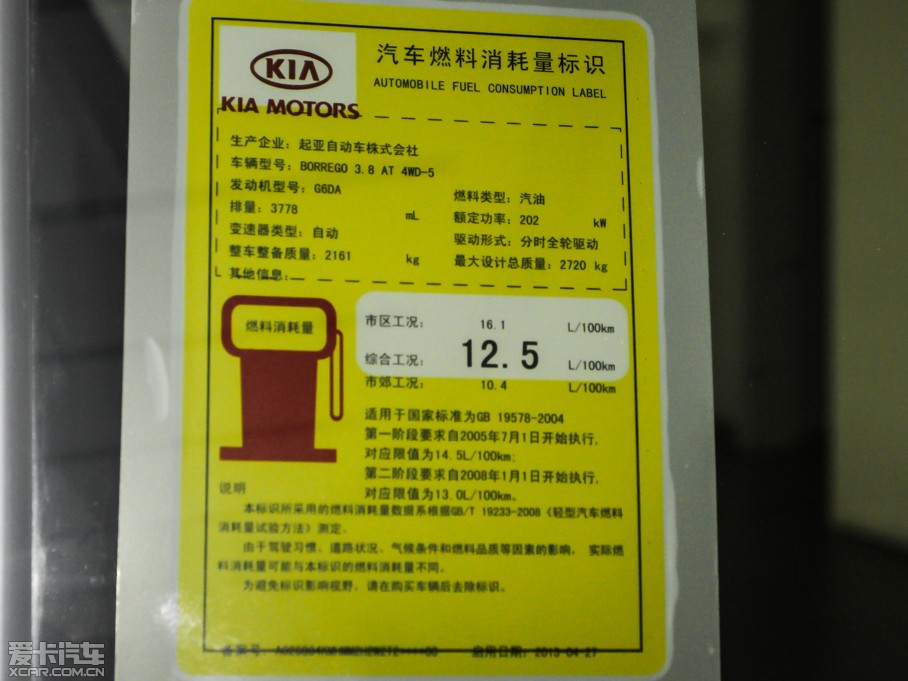 KIA
KIA MOTORS
汽车燃料消耗量标识
AUTOMOBILE FUEL CONSUMPTION LABEL
生产企业: 起亚自动车株式会社
车辆型号: BORREGO 3.8 AT 4WD-5
发动机型号: G6DA 燃料类型: 汽油
排量: 3778 mL 额定功率: 202 kW
变速器类型: 自动 驱动形式: 分时全轮驱动
整车整备质量: 2161 kg 最大设计总质量: 2720 kg
其他信息:
燃料消耗量
市区工况: 16.1 L/100km
综合工况: 12.5 L/100km
市郊工况: 10.4 L/100km
适用于国家标准为GB 19578-2004
第一阶段要求自2005年7月1日开始执行,
对应限值为14.5L/100km;
第二阶段要求自2008年1月1日开始执行,
对应限值为13.0L/100km。
说明
本标识所采用的燃料消耗量数据系根据GB/T 19233-2008《轻型汽车燃料
消耗量试验方法》测定。
由于驾驶习惯、道路状况、气候条件和燃料品质等因素的影响, 实际燃
料消耗量可能与本标识的燃料消耗量不同。
为避免标识影响视野, 请在购买车辆后去除标识。
备案号: 启用日期: 2013-04-27
爱卡汽车
XCAR.COM.CN